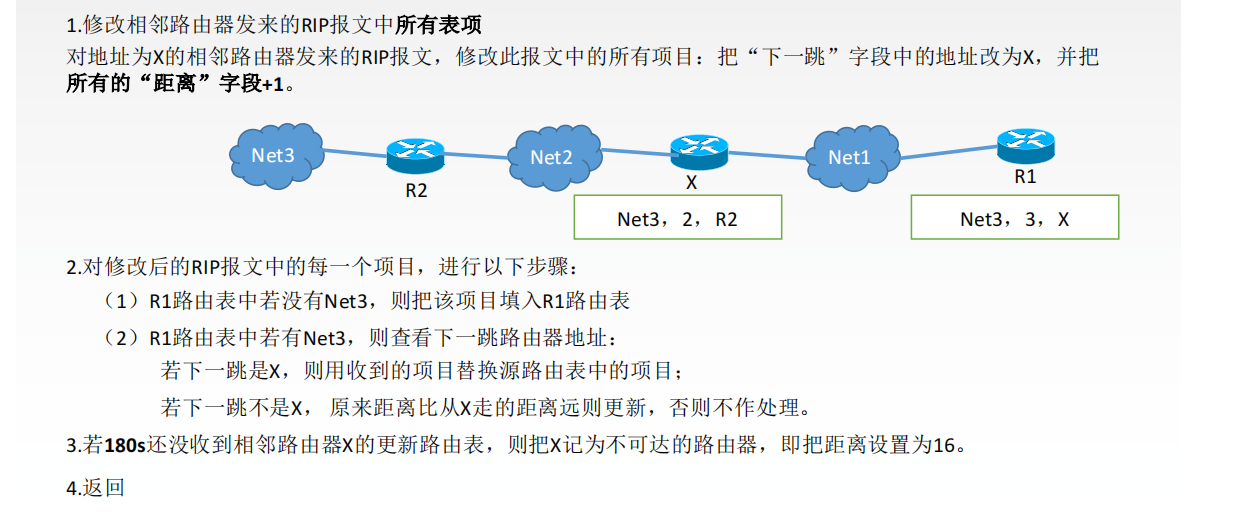 1.修改相邻路由器发来的RIP报文中所有表项
对地址为X的相邻路由器发来的RIP报文，修改此报文中的所有项目：把“下一跳”字段中的地址改为X，并把
所有的“距离”字段+1。
Net3
Net2
Net1
R2
X
R1
Net3，2，R2
Net3，3，X
2.对修改后的RIP报文中的每一个项目，进行以下步骤：
（1）R1路由表中若没有Net3，则把该项目填入R1路由表
（2）R1路由表中若有Net3，则查看下一跳路由器地址：
若下一跳是X，则用收到的项目替换源路由表中的项目；
若下一跳不是X， 原来距离比从X走的距离远则更新，否则不作处理。
3.若180s还没收到相邻路由器X的更新路由表，则把X记为不可达的路由器，即把距离设置为16。
4.返回